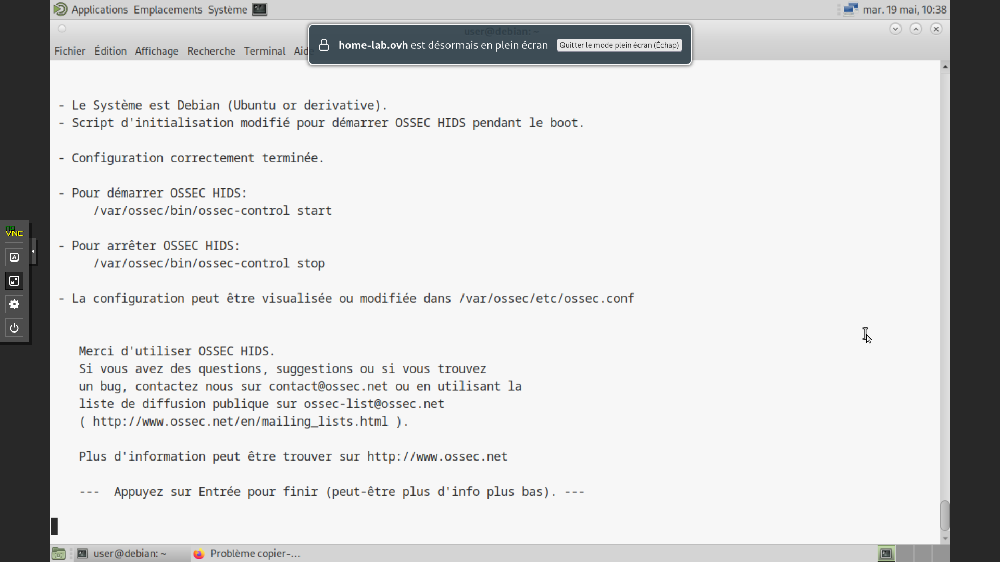 Applications Emplacements Système mar. 19 mai, 10:38
user@debian: ~
home-lab.ovh est désormais en plein écran Quitter le mode plein écran (Échap)
Fichier Édition Affichage Recherche Terminal Aide
- Le Système est Debian (Ubuntu or derivative).
- Script d'initialisation modifié pour démarrer OSSEC HIDS pendant le boot.
- Configuration correctement terminée.
- Pour démarrer OSSEC HIDS:
/var/ossec/bin/ossec-control start
- Pour arrêter OSSEC HIDS:
/var/ossec/bin/ossec-control stop
- La configuration peut être visualisée ou modifiée dans /var/ossec/etc/ossec.conf
no
VNC
A
Merci d'utiliser OSSEC HIDS.
Si vous avez des questions, suggestions ou si vous trouvez
un bug, contactez nous sur contact@ossec.net ou en utilisant la
liste de diffusion publique sur ossec-list@ossec.net
( http://www.ossec.net/en/mailing_lists.html ).
Plus d'information peut être trouver sur http://www.ossec.net
--- Appuyez sur Entrée pour finir (peut-être plus d'info plus bas). ---
user@debian: ~ Problème copier-...